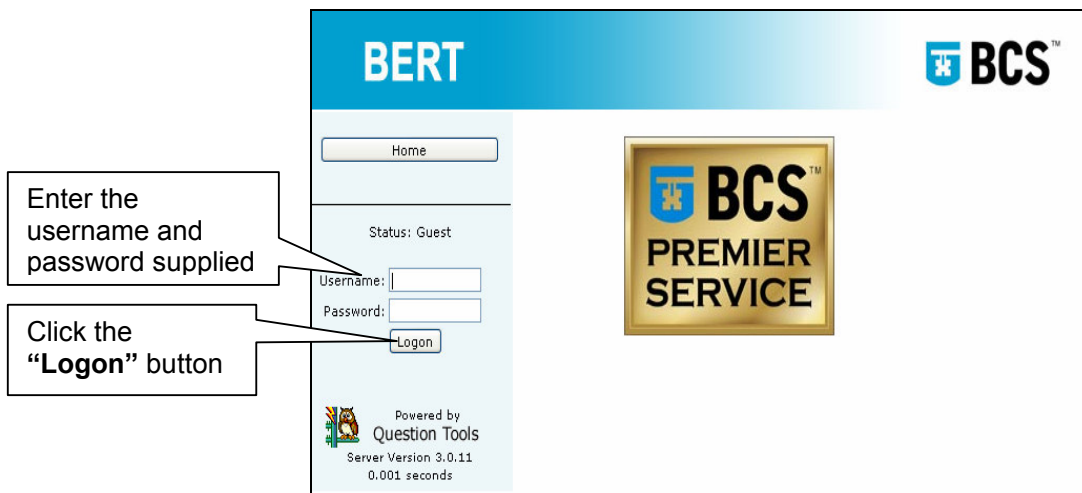 BERT
BCS™
Home
Enter the
username and
password supplied
Status: Guest
Username:
Password:
Click the
“Logon” button
Logon
BCS™
PREMIER
SERVICE
Powered by
Question Tools
Server Version 3.0.11
0.001 seconds